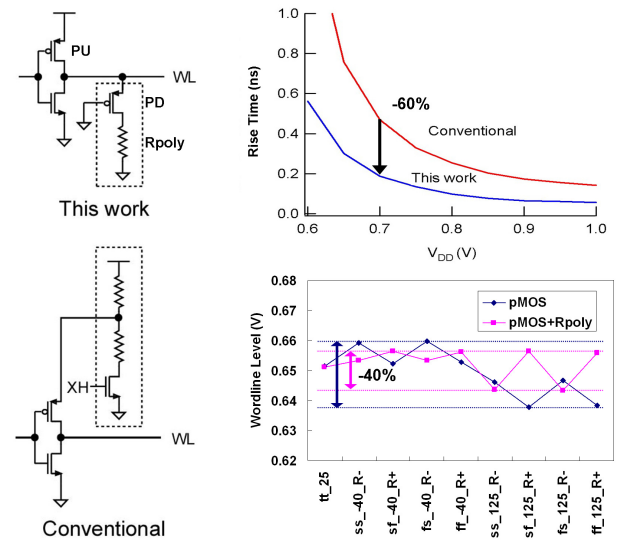 PU
WL
PD
Rpoly
This work
XH
WL
Conventional
Rise Time (ns)
1.0
0.8
0.6
0.4
0.2
0.0
-60%
Conventional
This work
0.6 0.7 0.8 0.9 1.0
VDD (V)
Wordline Level (V)
0.68
0.67
0.66
0.65
0.64
0.63
0.62
pMOS
pMOS+Rpoly
-40%
tt_25
ss_-40_R-
sf_-40_R+
fs_-40_R-
ff_-40_R+
ss_125_R-
sf_125_R+
fs_125_R-
ff_125_R+